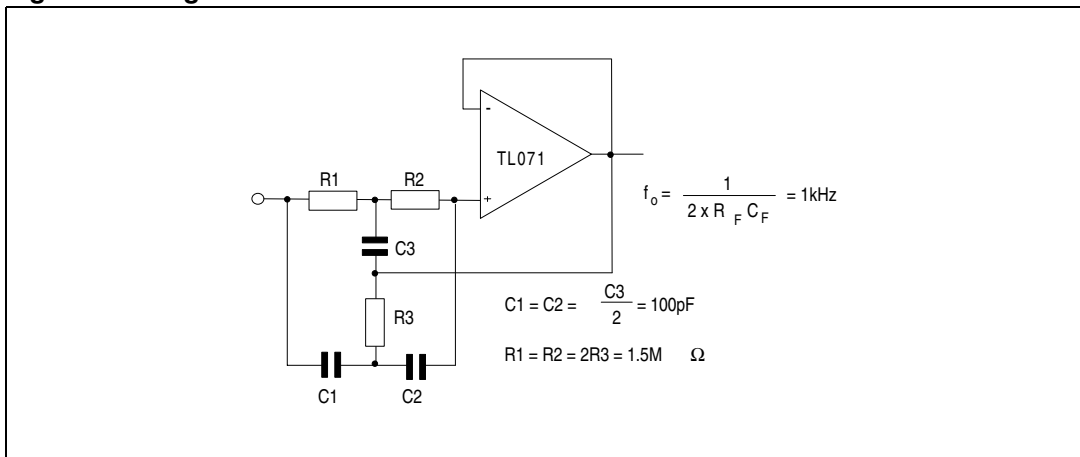 -
TL071
+
R1
R2
C3
R3
C1
C2
f o = 1 / 2 x R F C F = 1kHz
C1 = C2 = C3 / 2 = 100pF
R1 = R2 = 2R3 = 1.5M Ω